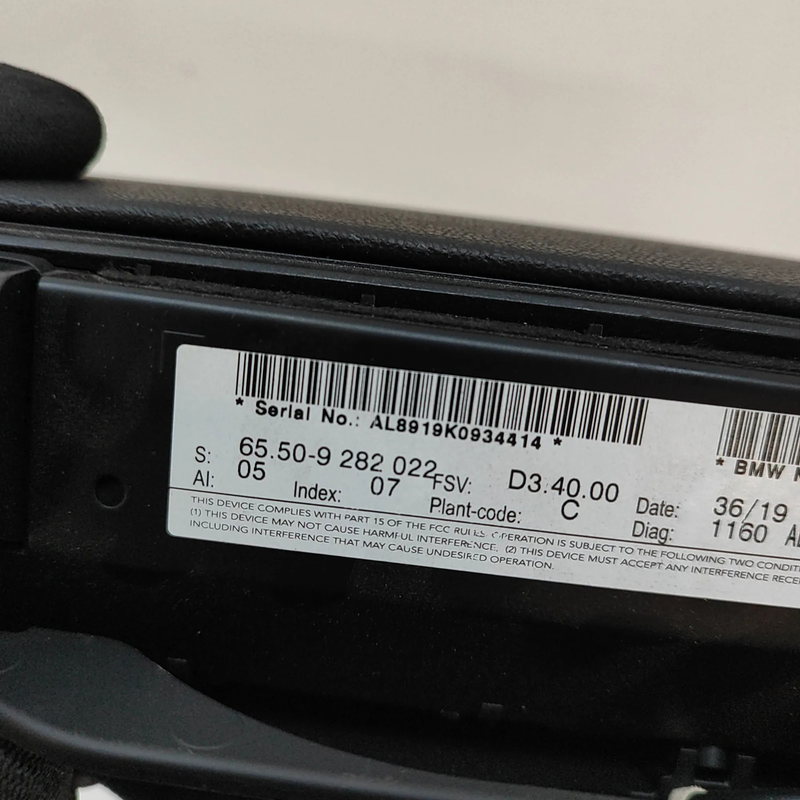 * Serial No.: AL8919K0934414 *
* BMW
S: 65.50-9 282 022 FSV: D3.40.00 Date: 36/19
AI: 05 Index: 07 Plant-code: C Diag: 1160
THIS DEVICE COMPLIES WITH PART 15 OF THE FCC RULES OPERATION IS SUBJECT TO THE FOLLOWING TWO
(1) THIS DEVICE MAY NOT CAUSE HARMFUL INTERFERENCE, (2) THIS DEVICE MUST ACCEPT ANY INTERFERENCE
INCLUDING INTERFERENCE THAT MAY CAUSE UNDESIRED OPERATION.